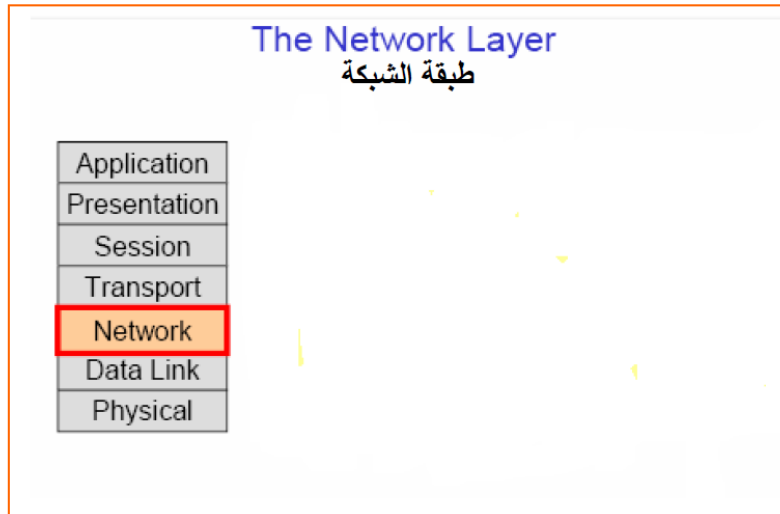 The Network Layer
طبقة الشبكة
Application
Presentation
Session
Transport
Network
Data Link
Physical